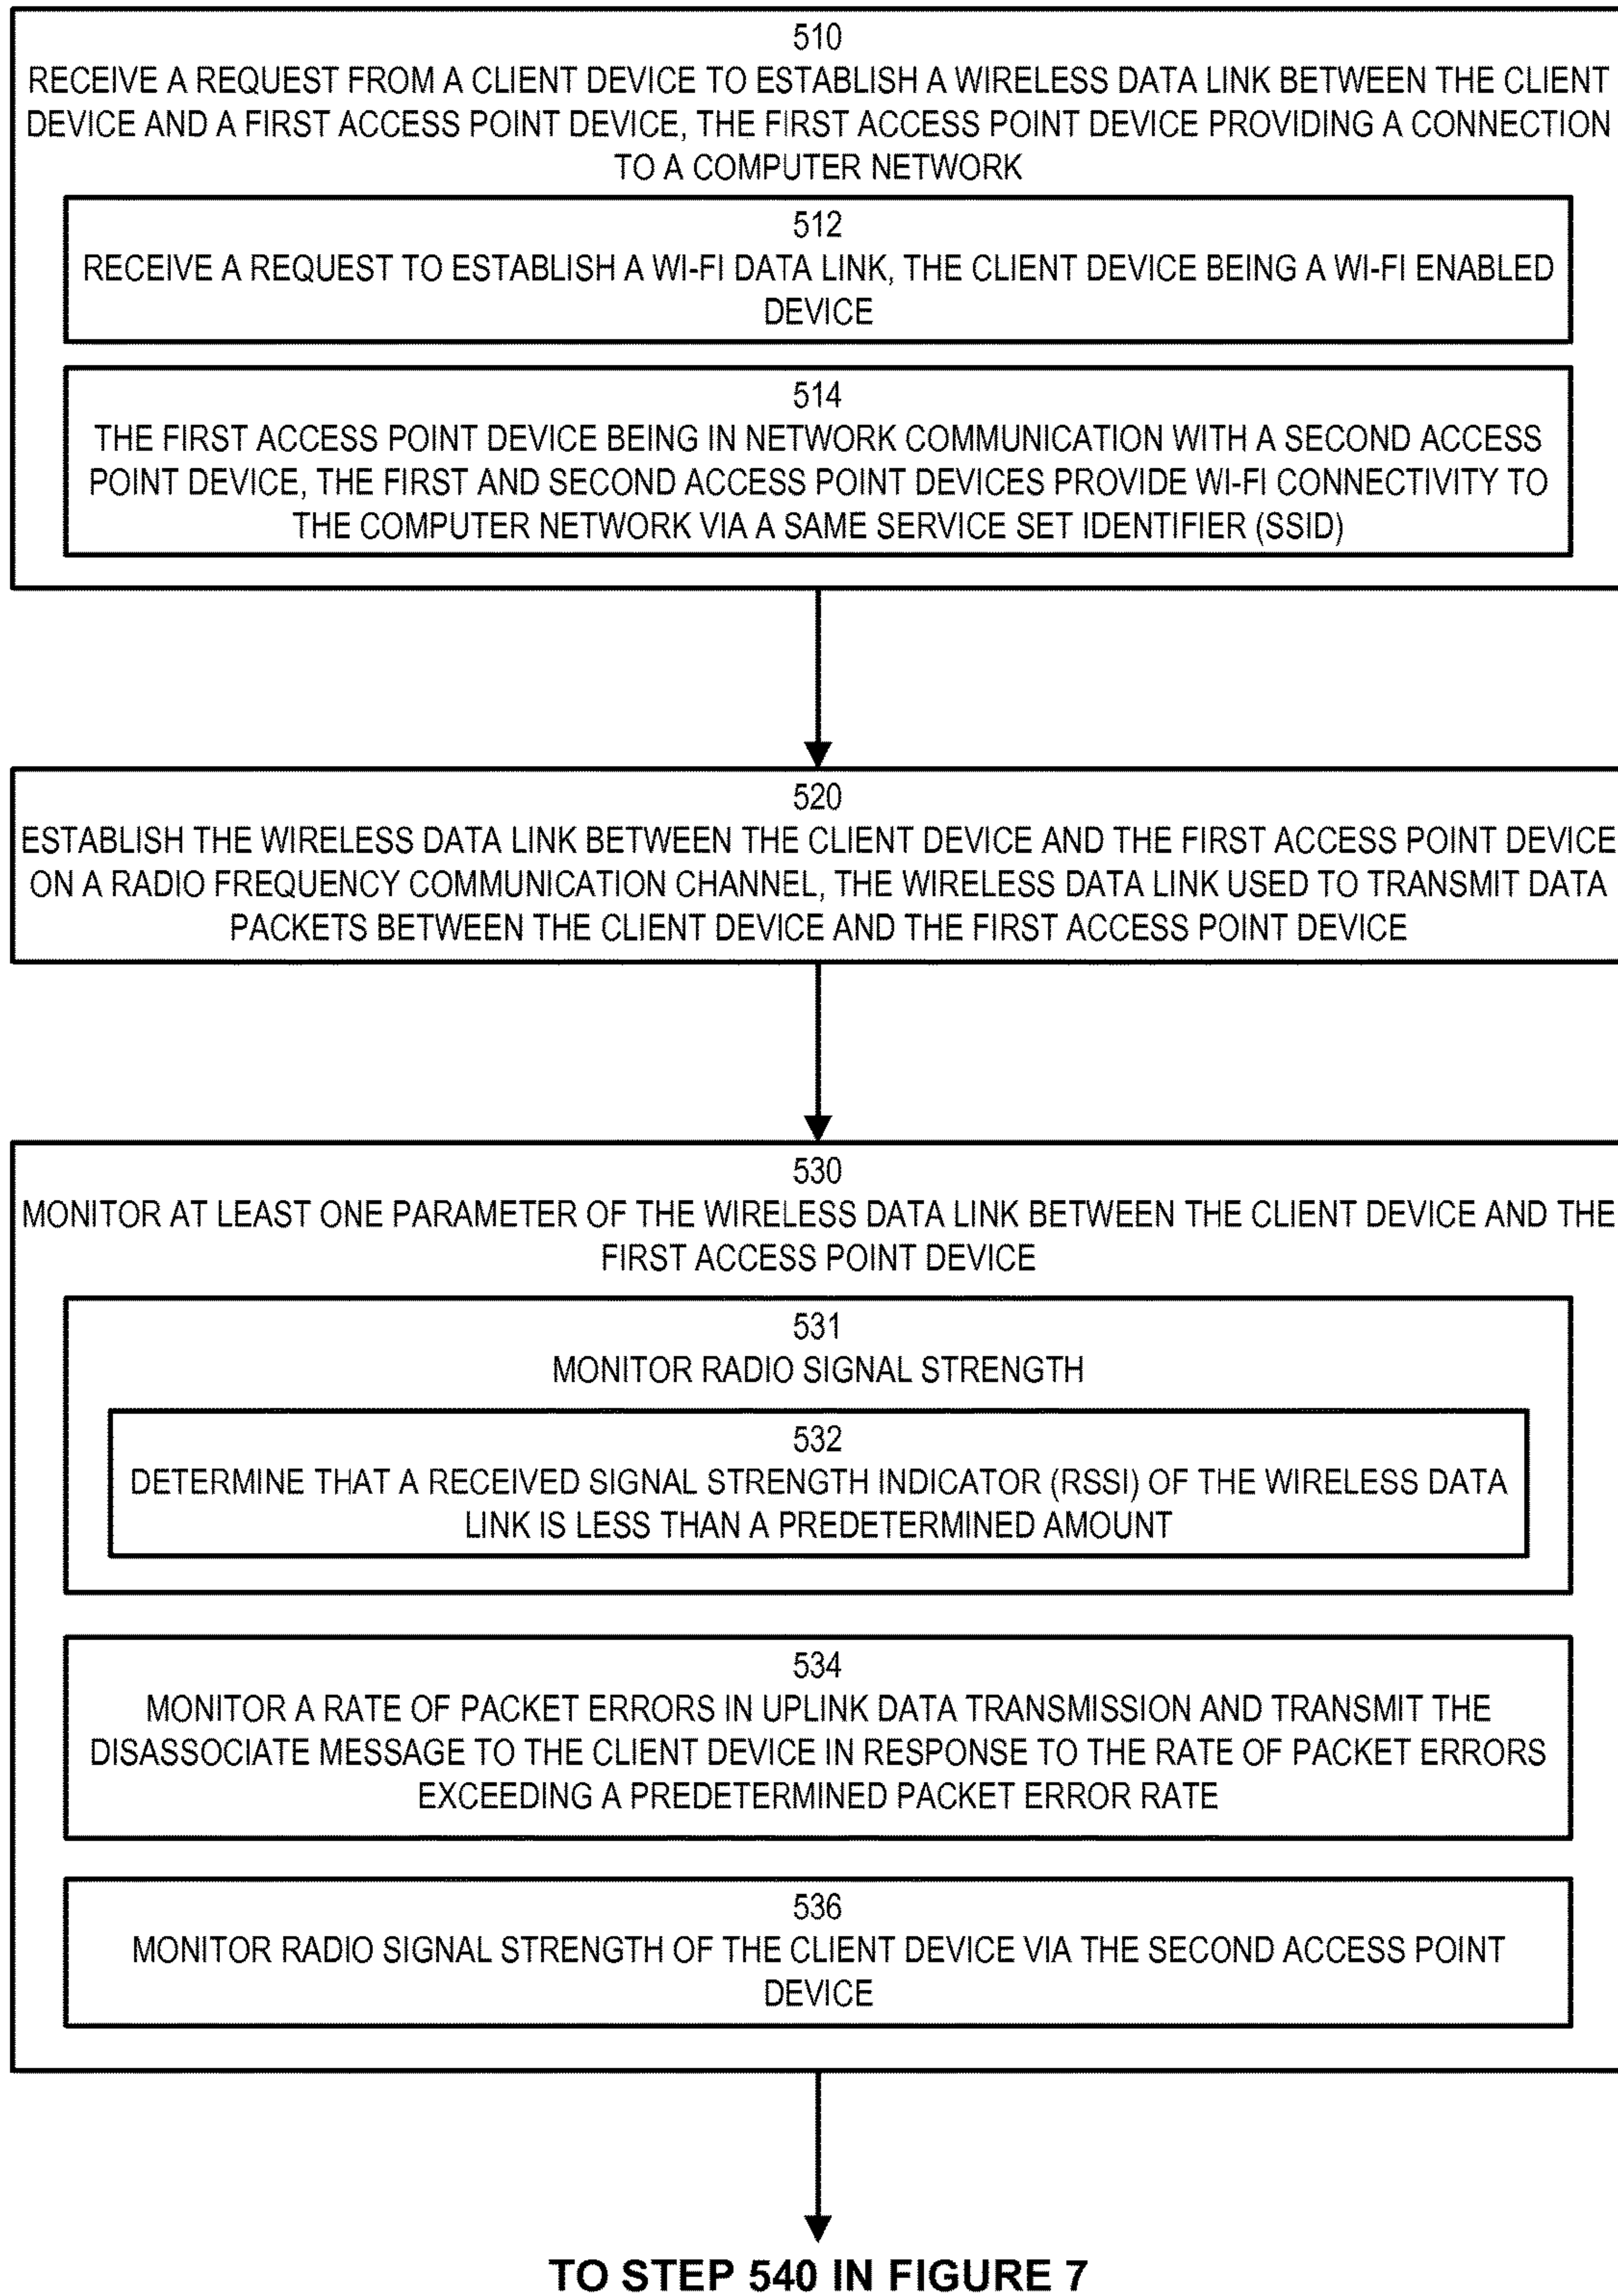 510
RECEIVE A REQUEST FROM A CLIENT DEVICE TO ESTABLISH A WIRELESS DATA LINK BETWEEN THE CLIENT
DEVICE AND A FIRST ACCESS POINT DEVICE, THE FIRST ACCESS POINT DEVICE PROVIDING A CONNECTION
TO A COMPUTER NETWORK
512
RECEIVE A REQUEST TO ESTABLISH A WI-FI DATA LINK, THE CLIENT DEVICE BEING A WI-FI ENABLED
DEVICE
514
THE FIRST ACCESS POINT DEVICE BEING IN NETWORK COMMUNICATION WITH A SECOND ACCESS
POINT DEVICE, THE FIRST AND SECOND ACCESS POINT DEVICES PROVIDE WI-FI CONNECTIVITY TO
THE COMPUTER NETWORK VIA A SAME SERVICE SET IDENTIFIER (SSID)
520
ESTABLISH THE WIRELESS DATA LINK BETWEEN THE CLIENT DEVICE AND THE FIRST ACCESS POINT DEVICE
ON A RADIO FREQUENCY COMMUNICATION CHANNEL, THE WIRELESS DATA LINK USED TO TRANSMIT DATA
PACKETS BETWEEN THE CLIENT DEVICE AND THE FIRST ACCESS POINT DEVICE
530
MONITOR AT LEAST ONE PARAMETER OF THE WIRELESS DATA LINK BETWEEN THE CLIENT DEVICE AND THE
FIRST ACCESS POINT DEVICE
531
MONITOR RADIO SIGNAL STRENGTH
532
DETERMINE THAT A RECEIVED SIGNAL STRENGTH INDICATOR (RSSI) OF THE WIRELESS DATA
LINK IS LESS THAN A PREDETERMINED AMOUNT
534
MONITOR A RATE OF PACKET ERRORS IN UPLINK DATA TRANSMISSION AND TRANSMIT THE
DISASSOCIATE MESSAGE TO THE CLIENT DEVICE IN RESPONSE TO THE RATE OF PACKET ERRORS
EXCEEDING A PREDETERMINED PACKET ERROR RATE
536
MONITOR RADIO SIGNAL STRENGTH OF THE CLIENT DEVICE VIA THE SECOND ACCESS POINT
DEVICE
TO STEP 540 IN FIGURE 7